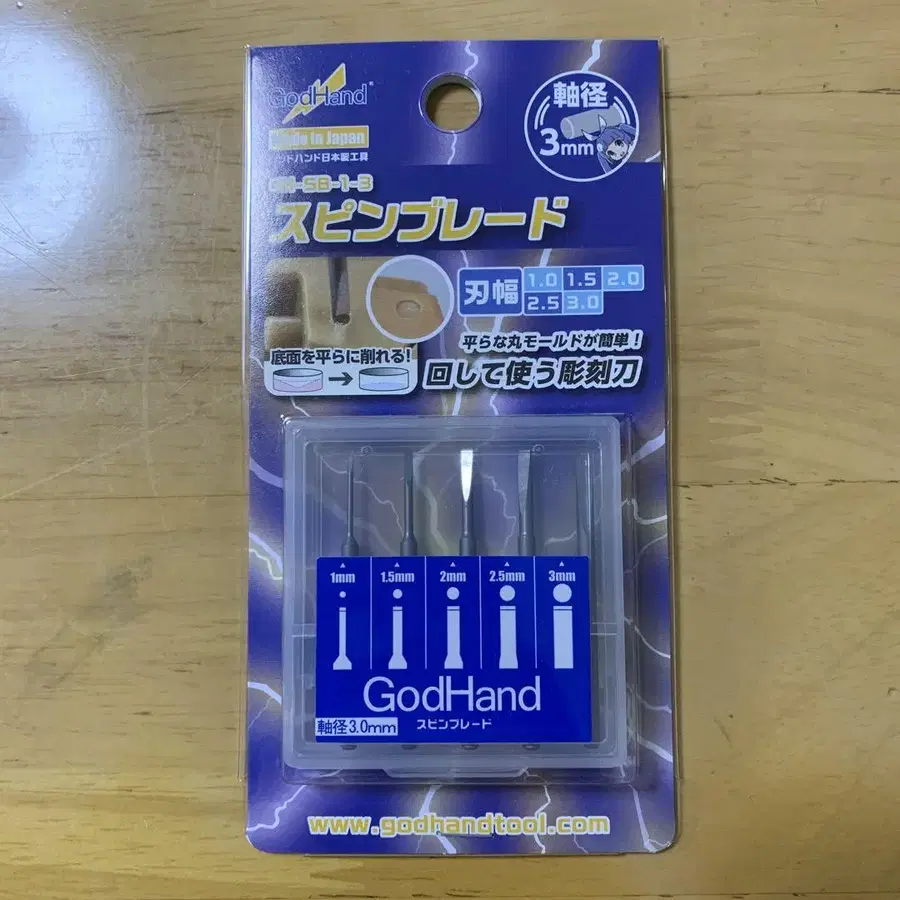 GodHand
軸径
3mm
Made in Japan
ゴッドハンド日本製工具
GH-SB-1-3
スピンブレード
刃幅 1.0 1.5 2.0
2.5 3.0
平らな丸モールドが簡単!
底面を平らに削れる!
回して使う彫刻刀
1mm 1.5mm 2mm 2.5mm 3mm
GodHand
軸径3.0mm スピンブレード
www.godhandtool.com